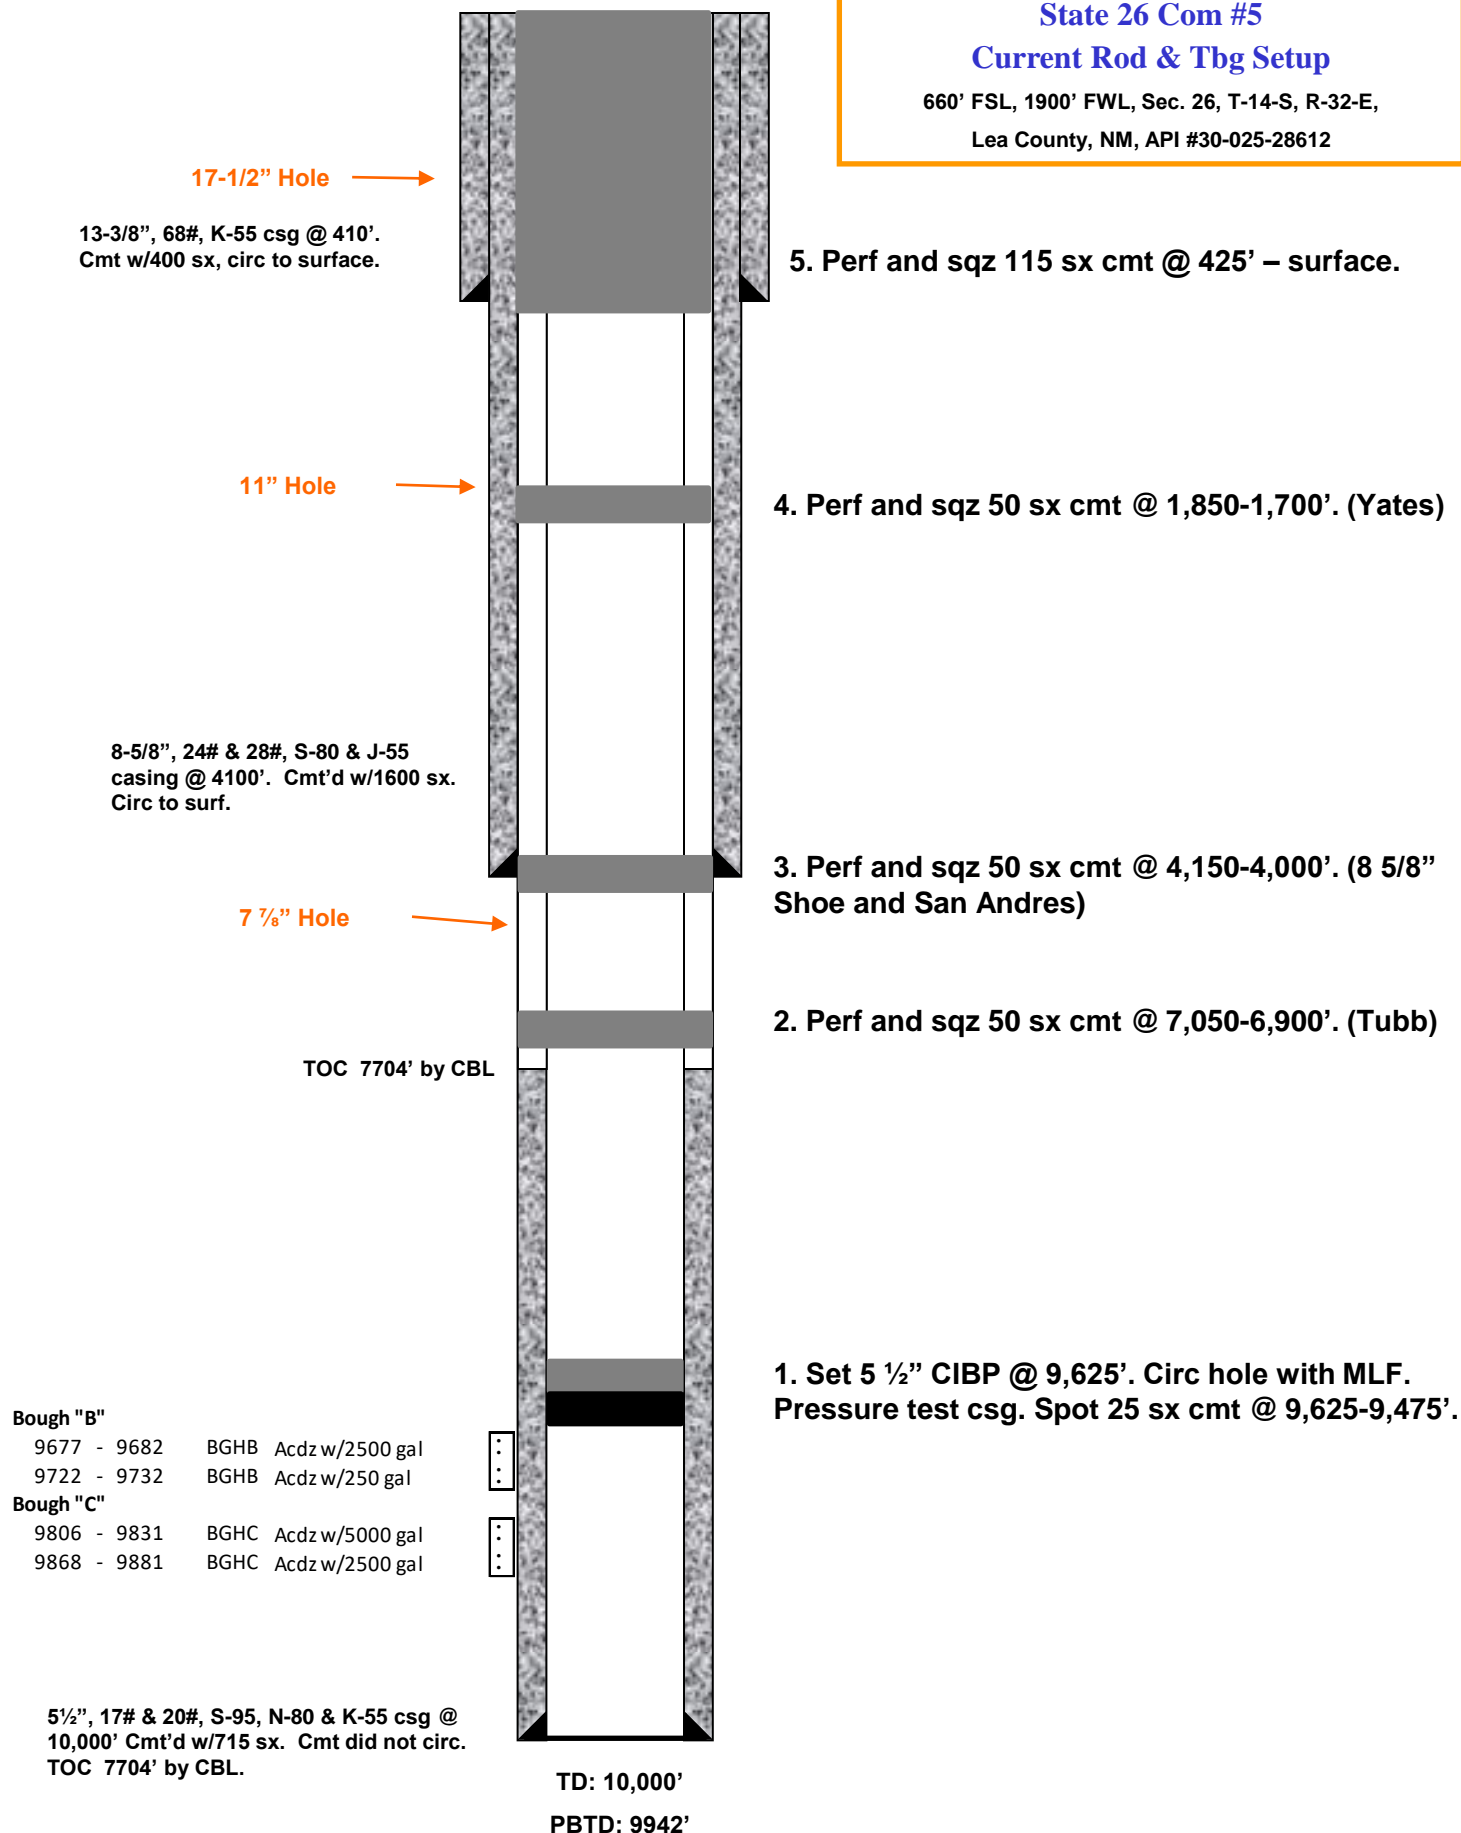 State 26 Com #5
Current Rod & Tbg Setup
660’ FSL, 1900’ FWL, Sec. 26, T-14-S, R-32-E,
Lea County, NM, API #30-025-28612
17-1/2” Hole
13-3/8”, 68#, K-55 csg @ 410’.
Cmt w/400 sx, circ to surface.
5. Perf and sqz 115 sx cmt @ 425’ – surface.
11” Hole
4. Perf and sqz 50 sx cmt @ 1,850-1,700’. (Yates)
8-5/8”, 24# & 28#, S-80 & J-55
casing @ 4100’. Cmt’d w/1600 sx.
Circ to surf.
3. Perf and sqz 50 sx cmt @ 4,150-4,000’. (8 5/8”
Shoe and San Andres)
7 ⅞” Hole
2. Perf and sqz 50 sx cmt @ 7,050-6,900’. (Tubb)
TOC 7704’ by CBL
1. Set 5 ½” CIBP @ 9,625’. Circ hole with MLF.
Pressure test csg. Spot 25 sx cmt @ 9,625-9,475’.
Bough "B"
9677 - 9682 BGHB Acdz w/2500 gal
9722 - 9732 BGHB Acdz w/250 gal
Bough "C"
9806 - 9831 BGHC Acdz w/5000 gal
9868 - 9881 BGHC Acdz w/2500 gal
5½”, 17# & 20#, S-95, N-80 & K-55 csg @
10,000’ Cmt’d w/715 sx. Cmt did not circ.
TOC 7704’ by CBL.
TD: 10,000’
PBTD: 9942’